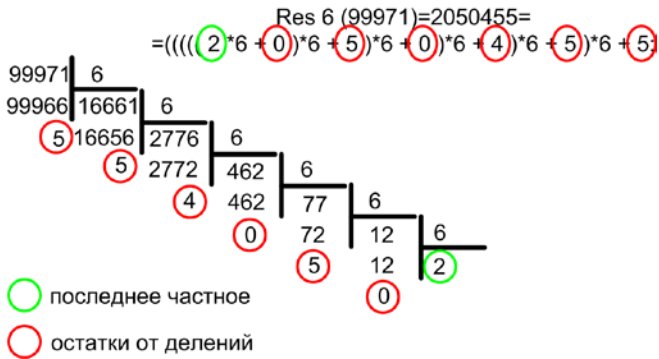 Res 6 (99971)=2050455=
=(((((2*6 +0)*6 +5)*6 +0)*6 +4)*6 +5)*6 +5;
99971 6
99966 16661 6
5 16656 2776 6
5 2772 462 6
4 462 77 6
0 72 12 6
5 12 2
0
последнее частное
остатки от делений